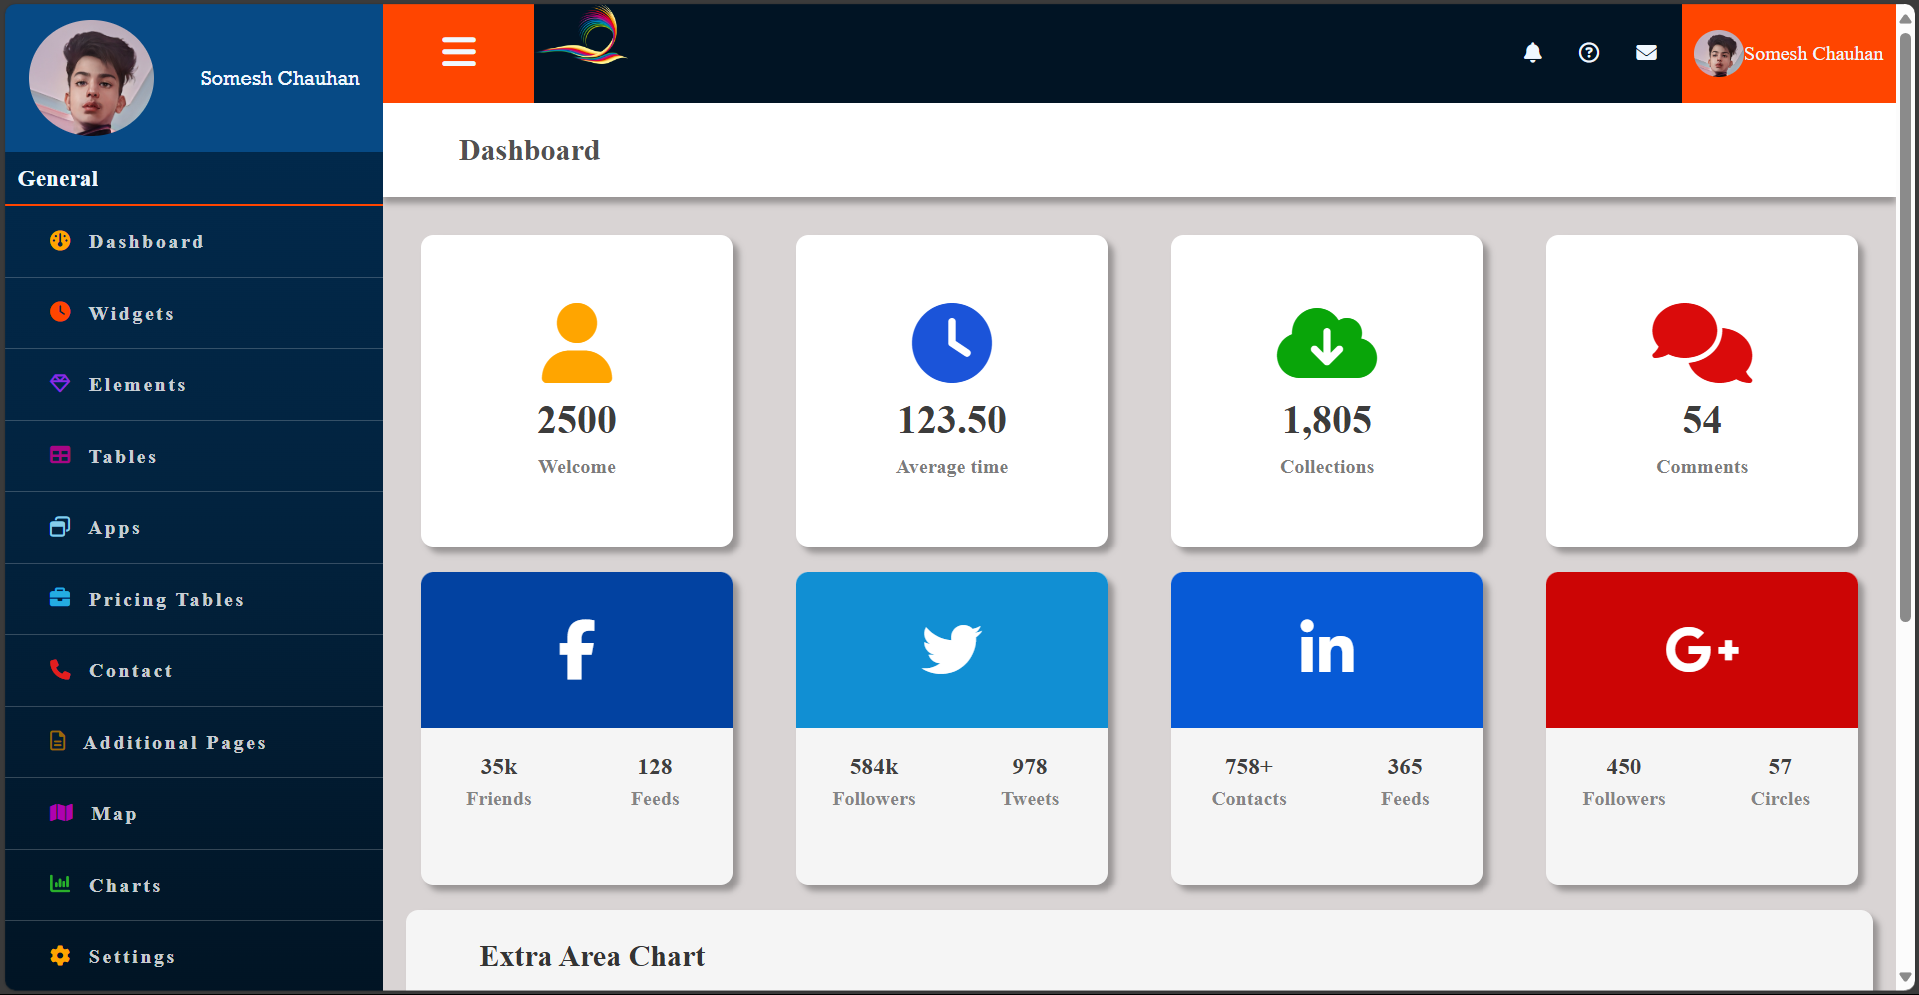 Somesh Chauhan
Somesh Chauhan
General
Dashboard
Widgets
Elements
Tables
Apps
Pricing Tables
Contact
Additional Pages
Map
Charts
Settings
Dashboard
2500
Welcome
123.50
Average time
1,805
Collections
54
Comments
35k
Friends
128
Feeds
584k
Followers
978
Tweets
758+
Contacts
365
Feeds
450
Followers
57
Circles
Extra Area Chart